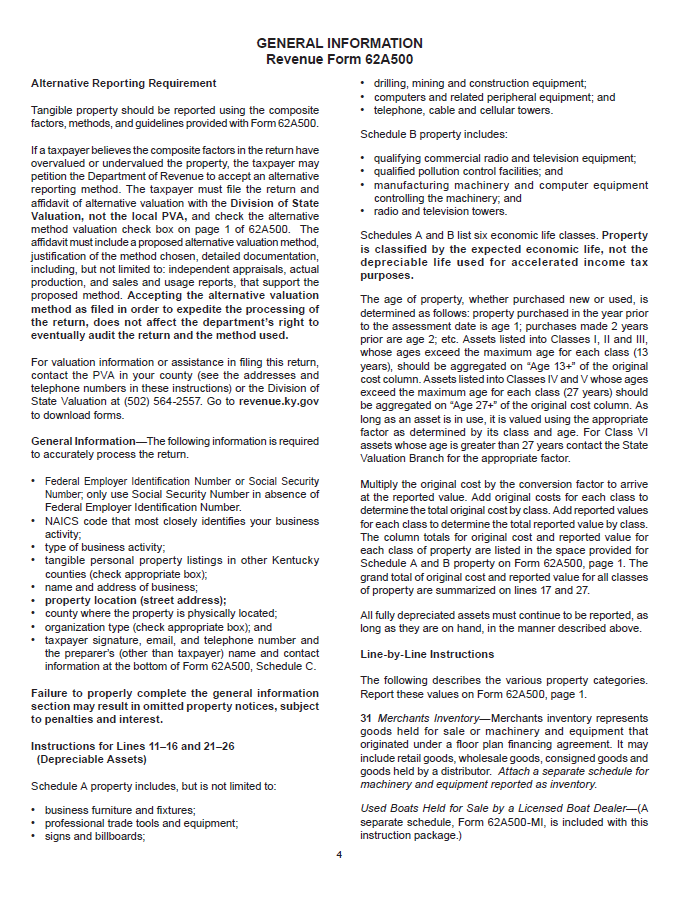 GENERAL INFORMATION
Revenue Form 62A500
Alternative Reporting Requirement
Tangible property should be reported using the composite
factors, methods, and guidelines provided with Form 62A500.
If a taxpayer believes the composite factors in the return have
overvalued or undervalued the property, the taxpayer may
petition the Department of Revenue to accept an alternative
reporting method. The taxpayer must file the return and
affidavit of alternative valuation with the Division of State
Valuation, not the local PVA, and check the alternative
method valuation check box on page 1 of 62A500. The
affidavit must include a proposed alternative valuation method,
justification of the method chosen, detailed documentation,
including, but not limited to: independent appraisals, actual
production, and sales and usage reports, that support the
proposed method. Accepting the alternative valuation
method as filed in order to expedite the processing of
the return, does not affect the department's right to
eventually audit the return and the method used.
For valuation information or assistance in filing this return,
contact the PVA in your county (see the addresses and
telephone numbers in these instructions) or the Division of
State Valuation at (502) 564-2557. Go to revenue.ky.gov
to download forms.
General Information—The following information is required
to accurately process the return.
• Federal Employer Identification Number or Social Security
Number; only use Social Security Number in absence of
Federal Employer Identification Number.
• NAICS code that most closely identifies your business
activity;
• type of business activity;
• tangible personal property listings in other Kentucky
counties (check appropriate box);
• name and address of business;
• property location (street address);
• county where the property is physically located;
• organization type (check appropriate box); and
• taxpayer signature, email, and telephone number and
the preparer's (other than taxpayer) name and contact
information at the bottom of Form 62A500, Schedule C.
Failure to properly complete the general information
section may result in omitted property notices, subject
to penalties and interest.
Instructions for Lines 11–16 and 21–26
(Depreciable Assets)
Schedule A property includes, but is not limited to:
• business furniture and fixtures;
• professional trade tools and equipment;
• signs and billboards;
• drilling, mining and construction equipment;
• computers and related peripheral equipment; and
• telephone, cable and cellular towers.
Schedule B property includes:
• qualifying commercial radio and television equipment;
• qualified pollution control facilities; and
• manufacturing machinery and computer equipment
controlling the machinery; and
• radio and television towers.
Schedules A and B list six economic life classes. Property
is classified by the expected economic life, not the
depreciable life used for accelerated income tax
purposes.
The age of property, whether purchased new or used, is
determined as follows: property purchased in the year prior
to the assessment date is age 1; purchases made 2 years
prior are age 2; etc. Assets listed into Classes I, II and III,
whose ages exceed the maximum age for each class (13
years), should be aggregated on "Age 13+" of the original
cost column. Assets listed into Classes IV and V whose ages
exceed the maximum age for each class (27 years) should
be aggregated on "Age 27+" of the original cost column. As
long as an asset is in use, it is valued using the appropriate
factor as determined by its class and age. For Class VI
assets whose age is greater than 27 years contact the State
Valuation Branch for the appropriate factor.
Multiply the original cost by the conversion factor to arrive
at the reported value. Add original costs for each class to
determine the total original cost by class. Add reported values
for each class to determine the total reported value by class.
The column totals for original cost and reported value for
each class of property are listed in the space provided for
Schedule A and B property on Form 62A500, page 1. The
grand total of original cost and reported value for all classes
of property are summarized on lines 17 and 27.
All fully depreciated assets must continue to be reported, as
long as they are on hand, in the manner described above.
Line-by-Line Instructions
The following describes the various property categories.
Report these values on Form 62A500, page 1.
31 Merchants Inventory—Merchants inventory represents
goods held for sale or machinery and equipment that
originated under a floor plan financing agreement. It may
include retail goods, wholesale goods, consigned goods and
goods held by a distributor. Attach a separate schedule for
machinery and equipment reported as inventory.
Used Boats Held for Sale by a Licensed Boat Dealer—(A
separate schedule, Form 62A500-MI, is included with this
instruction package.)
4